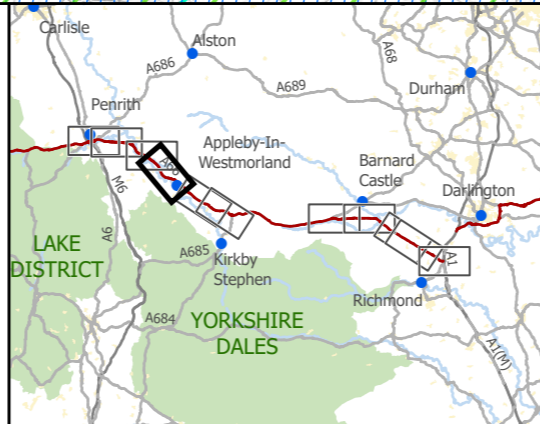 Carlisle
Alston
A686
A689
A68
Durham
Penrith
Appleby-In-
Westmorland
A66
Barnard
Castle
Darlington
M6
A6
LAKE
DISTRICT
A685
Kirkby
Stephen
A1
Richmond
A684
YORKSHIRE
DALES
A1(M)